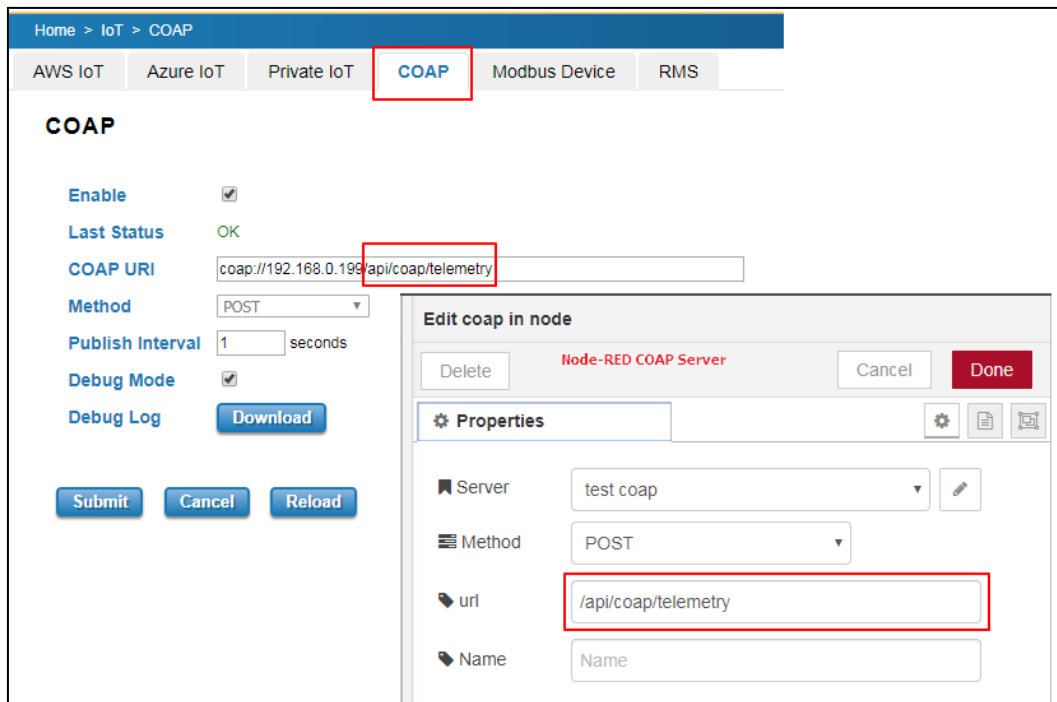 Home > IoT > COAP
AWS IoT Azure IoT Private IoT COAP Modbus Device RMS
COAP
Enable
Last Status OK
COAP URI coap://192.168.0.199/api/coap/telemetry
Method POST
Publish Interval 1 seconds
Debug Mode
Debug Log Download
Submit Cancel Reload
Edit coap in node
Delete Node-RED COAP Server Cancel Done
Properties
Server test coap
Method POST
url /api/coap/telemetry
Name Name